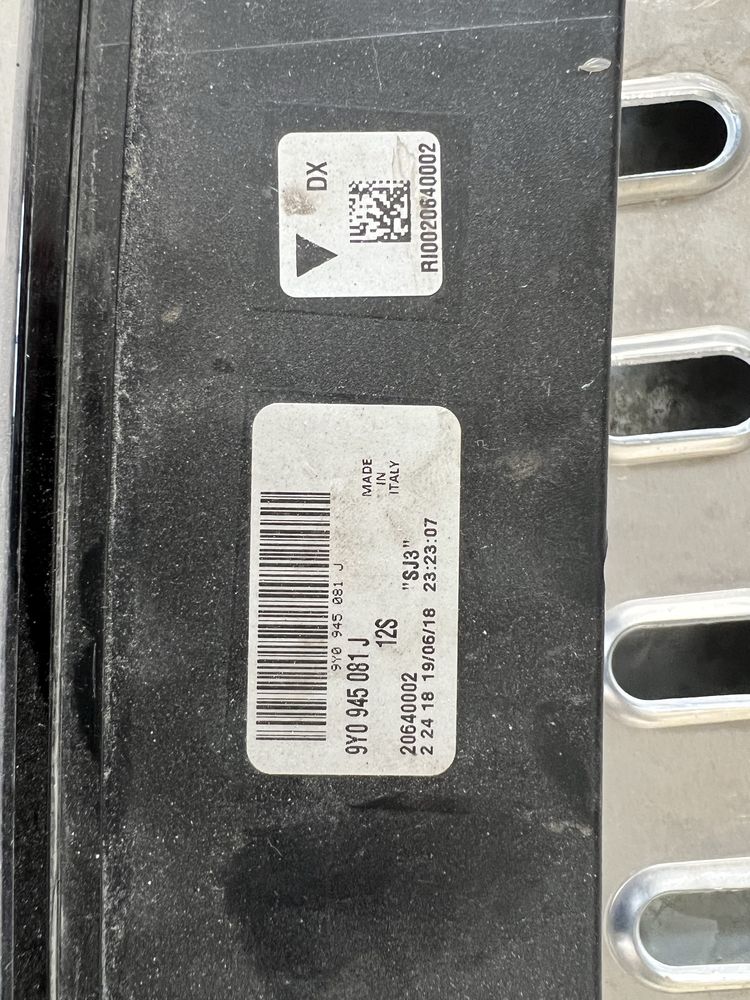 DX
RI0020640002
9Y0 945 081 J
9Y0 945 081 J
12S
MADE
IN
ITALY
20640002
"SJ3"
2 24 18 19/06/18 23:23:07